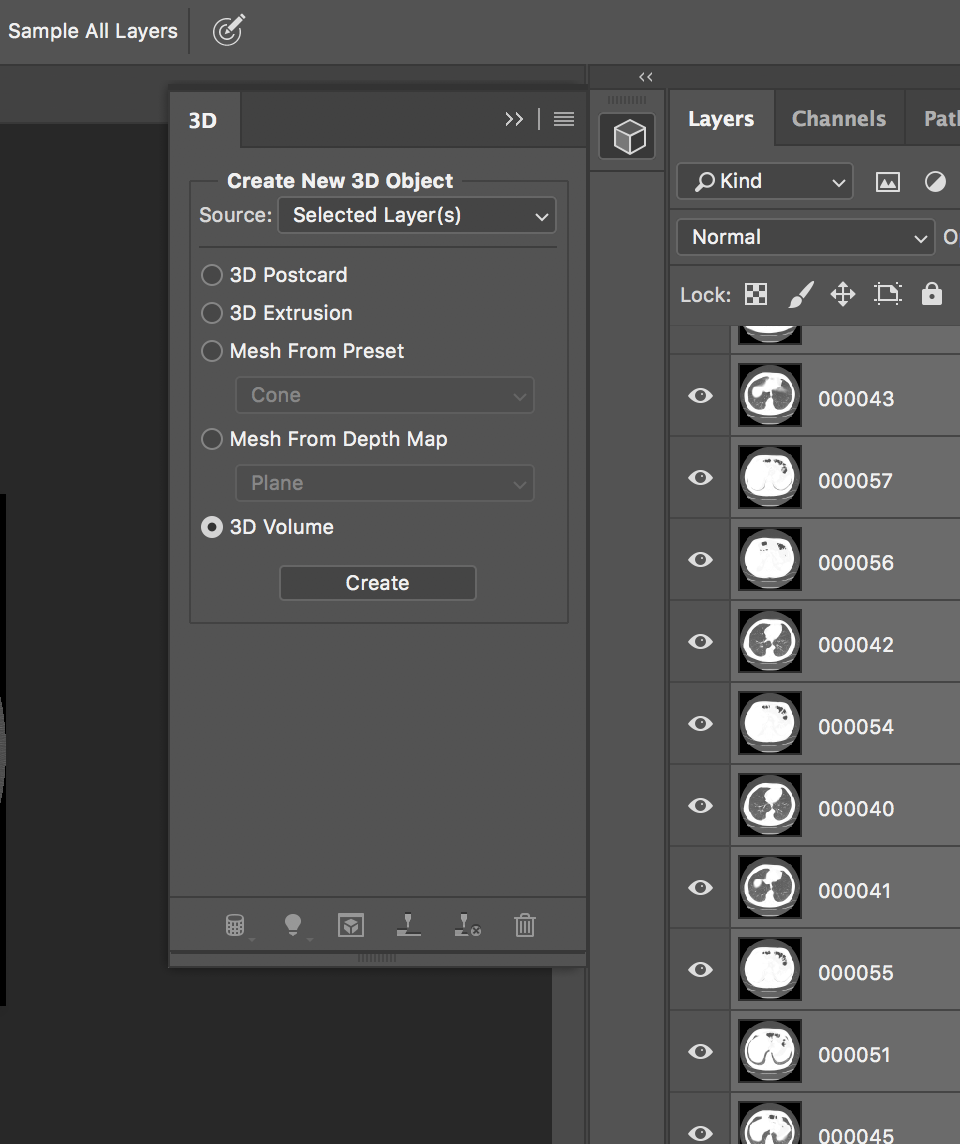 Sample All Layers
3D
Create New 3D Object
Source: Selected Layer(s)
3D Postcard
3D Extrusion
Mesh From Preset
Cone
Mesh From Depth Map
Plane
3D Volume
Create
Layers Channels Pat
Kind
Normal O
Lock:
000043
000057
000056
000042
000054
000040
000041
000055
000051
000045